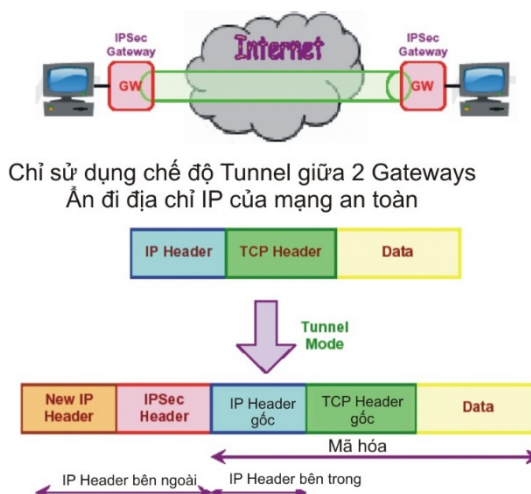 IPSec Gateway
Internet
IPSec Gateway
GW
GW
Chỉ sử dụng chế độ Tunnel giữa 2 Gateways
Ẩn đi địa chỉ IP của mạng an toàn
IP Header
TCP Header
Data
Tunnel Mode
New IP Header
IPSec Header
IP Header gốc
TCP Header gốc
Data
Mã hóa
IP Header bên ngoài
IP Header bên trong